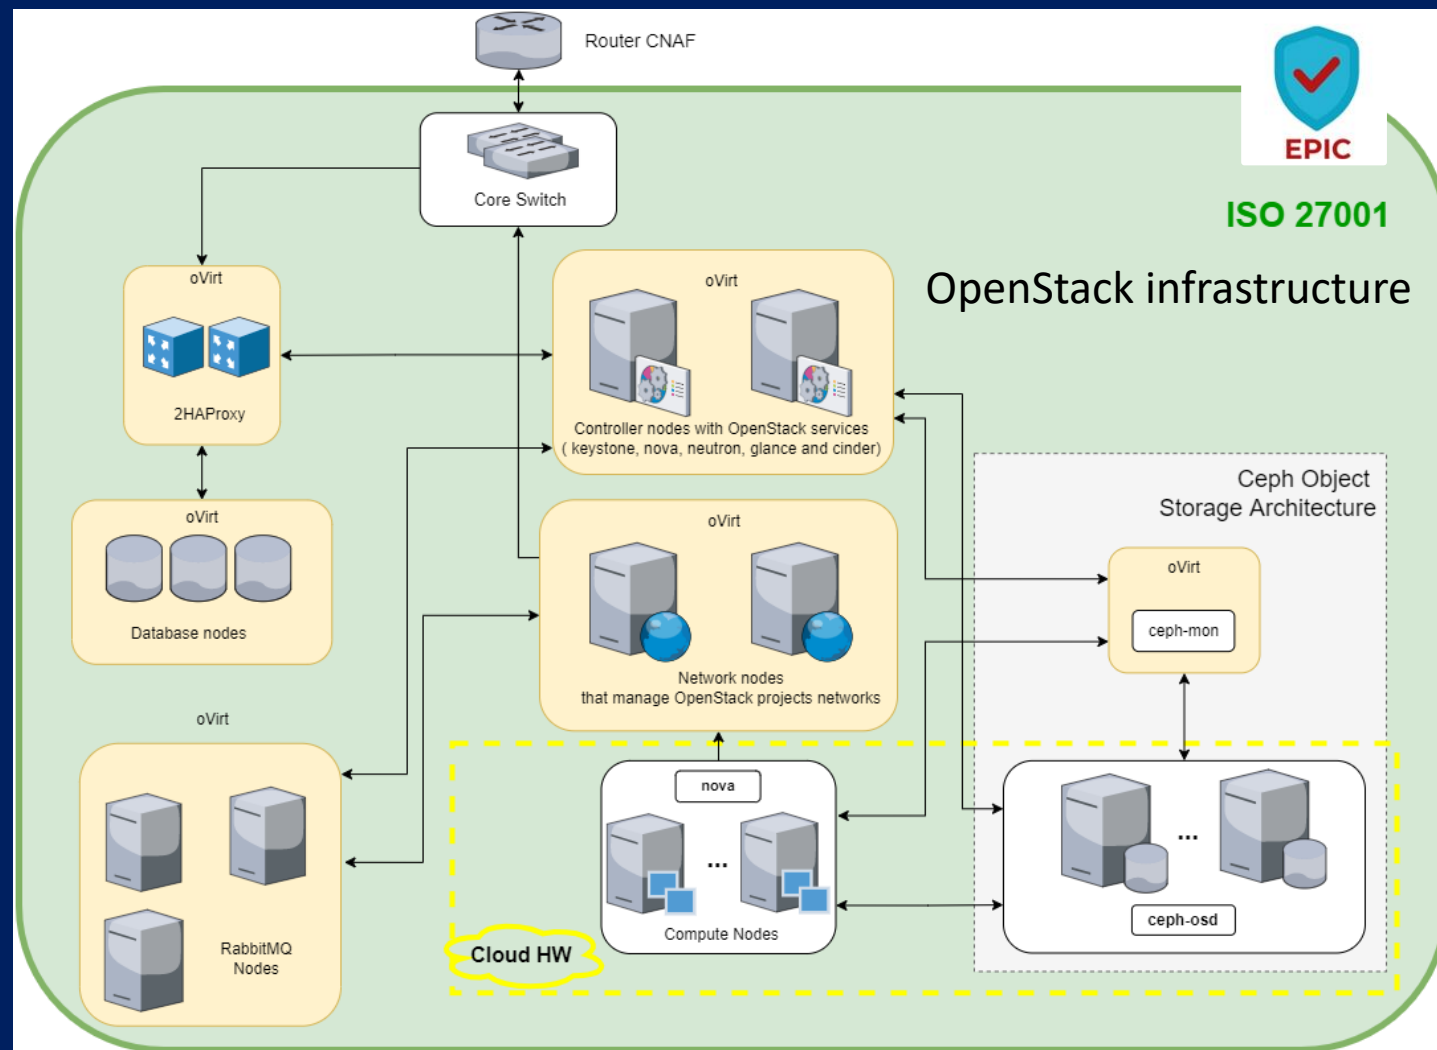 Router CNAF
EPIC
ISO 27001
OpenStack infrastructure
Core Switch
oVirt
2HAProxy
oVirt
Controller nodes with OpenStack services
( keystone, nova, neutron, glance and cinder)
oVirt
Database nodes
oVirt
Network nodes
that manage OpenStack projects networks
Ceph Object
Storage Architecture
oVirt
ceph-mon
oVirt
RabbitMQ
Nodes
nova
...
Compute Nodes
...
ceph-osd
Cloud HW